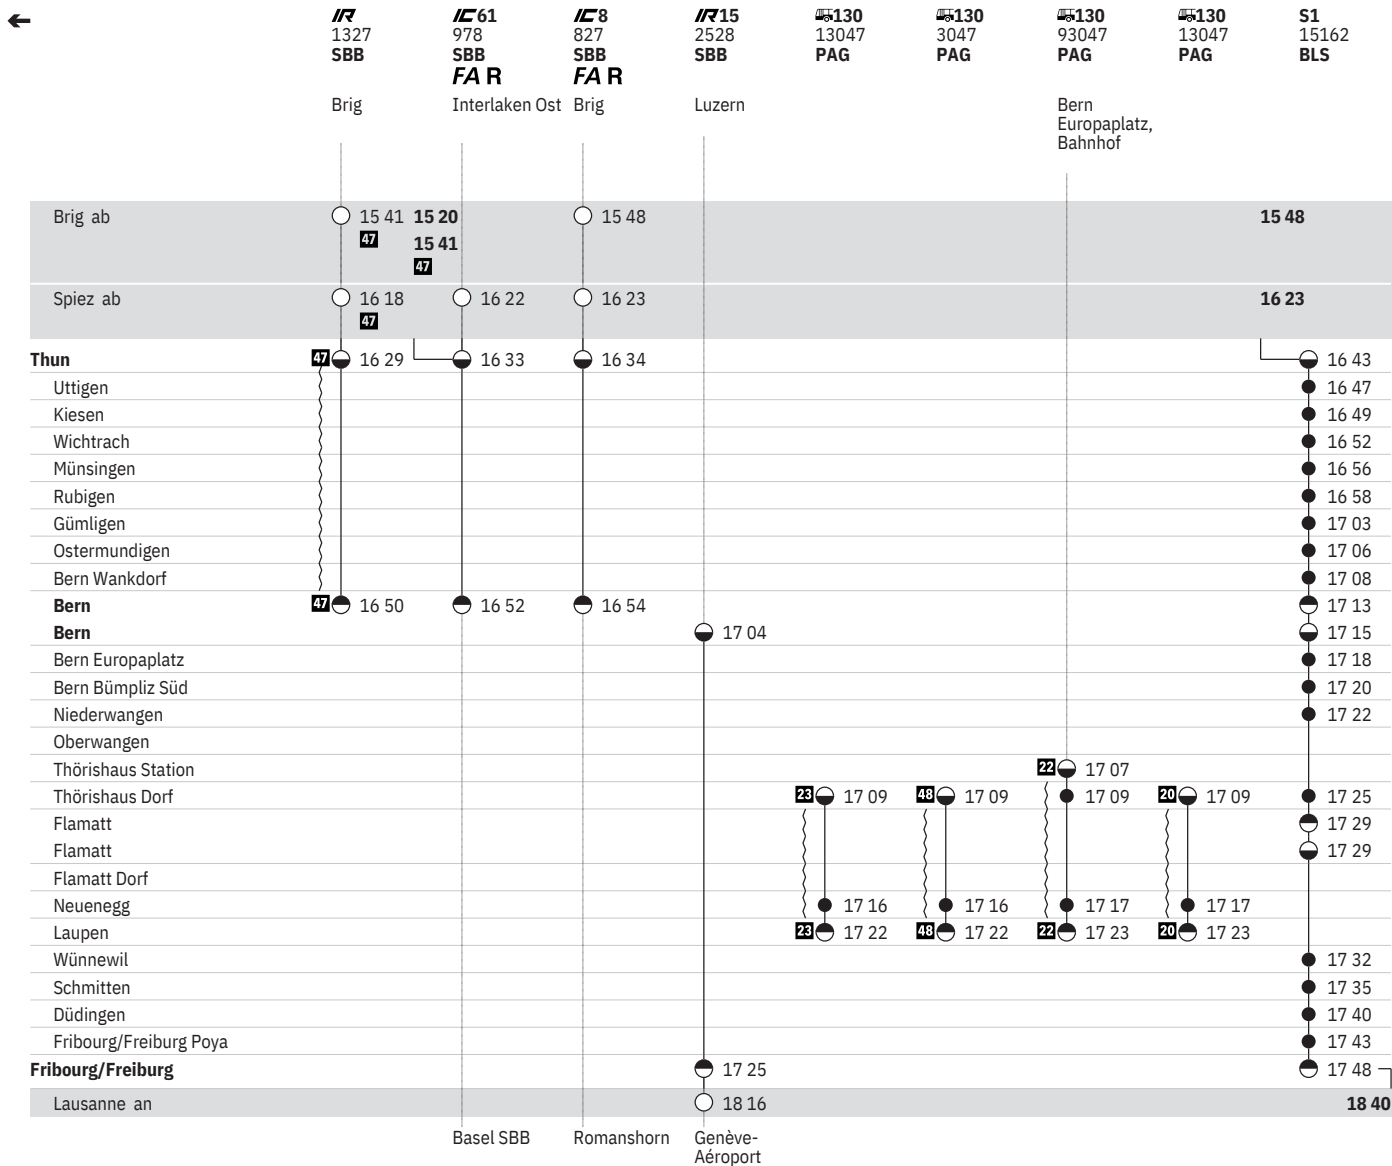 IR IC61 IC8 IR15 130 130 130 130 S1
1327 978 827 2528 13047 3047 93047 13047 15162
SBB SBB SBB SBB PAG PAG PAG PAG BLS
FA R FA R
Brig Interlaken Ost Brig Luzern Bern
Europaplatz,
Bahnhof
Brig ab 15 41 15 20 15 48 15 48
47 15 41
47
Spiez ab 16 18 16 22 16 23 16 23
47
Thun 47 16 29 16 33 16 34 16 43
Uttigen 16 47
Kiesen 16 49
Wichtrach 16 52
Münsingen 16 56
Rubigen 16 58
Gümligen 17 03
Ostermundigen 17 06
Bern Wankdorf 17 08
Bern 47 16 50 16 52 16 54 17 13
Bern 17 04 17 15
Bern Europaplatz 17 18
Bern Bümpliz Süd 17 20
Niederwangen 17 22
Oberwangen
Thörishaus Station 22 17 07
Thörishaus Dorf 23 17 09 48 17 09 17 09 20 17 09 17 25
Flamatt 17 29
Flamatt 17 29
Flamatt Dorf
Neuenegg 17 16 17 16 17 17 17 17
Laupen 23 17 22 48 17 22 22 17 23 20 17 23
Wünnewil 17 32
Schmitten 17 35
Düdingen 17 40
Fribourg/Freiburg Poya 17 43
Fribourg/Freiburg 17 25 17 48
Lausanne an 18 16 18 40
Basel SBB Romanshorn Genève-
Aéroport